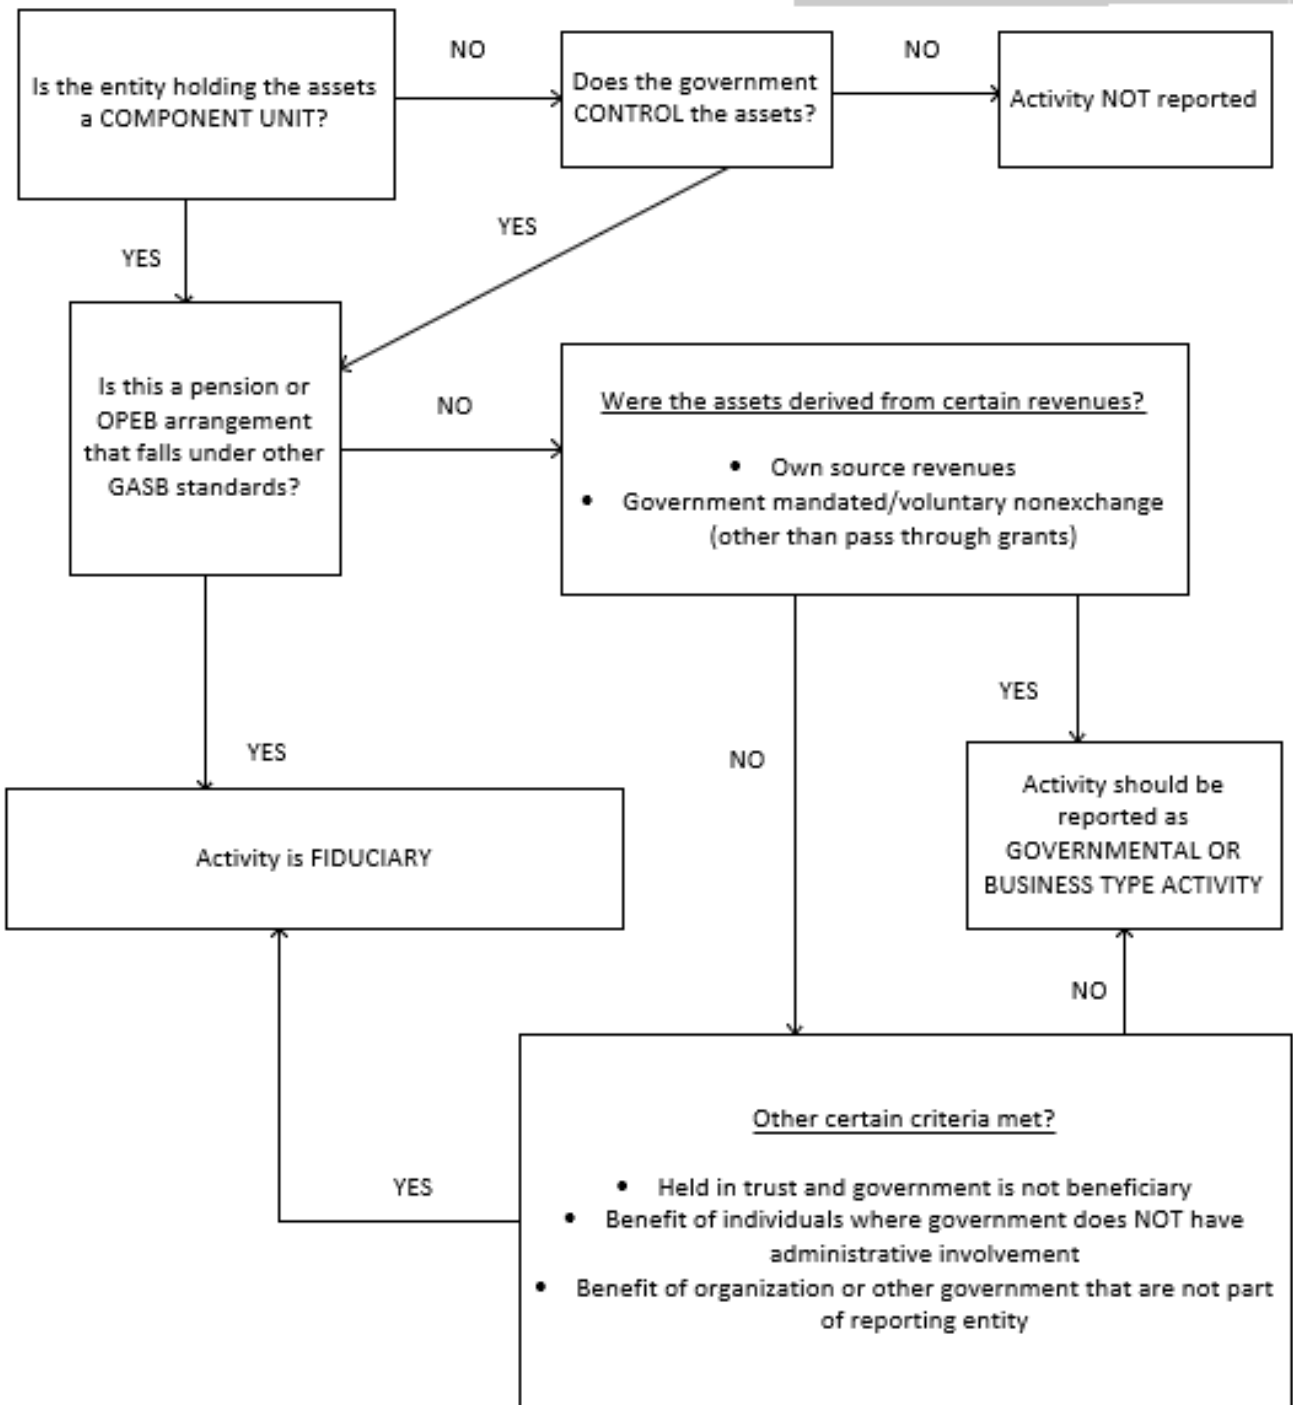 Is the entity holding the assets
a COMPONENT UNIT?
NO
Does the government
CONTROL the assets?
NO
Activity NOT reported
YES
YES
Is this a pension or
OPEB arrangement
that falls under other
GASB standards?
NO
Were the assets derived from certain revenues?
• Own source revenues
• Government mandated/voluntary nonexchange
(other than pass through grants)
YES
NO
YES
Activity is FIDUCIARY
Activity should be
reported as
GOVERNMENTAL OR
BUSINESS TYPE ACTIVITY
NO
Other certain criteria met?
• Held in trust and government is not beneficiary
• Benefit of individuals where government does NOT have
administrative involvement
• Benefit of organization or other government that are not part
of reporting entity
YES